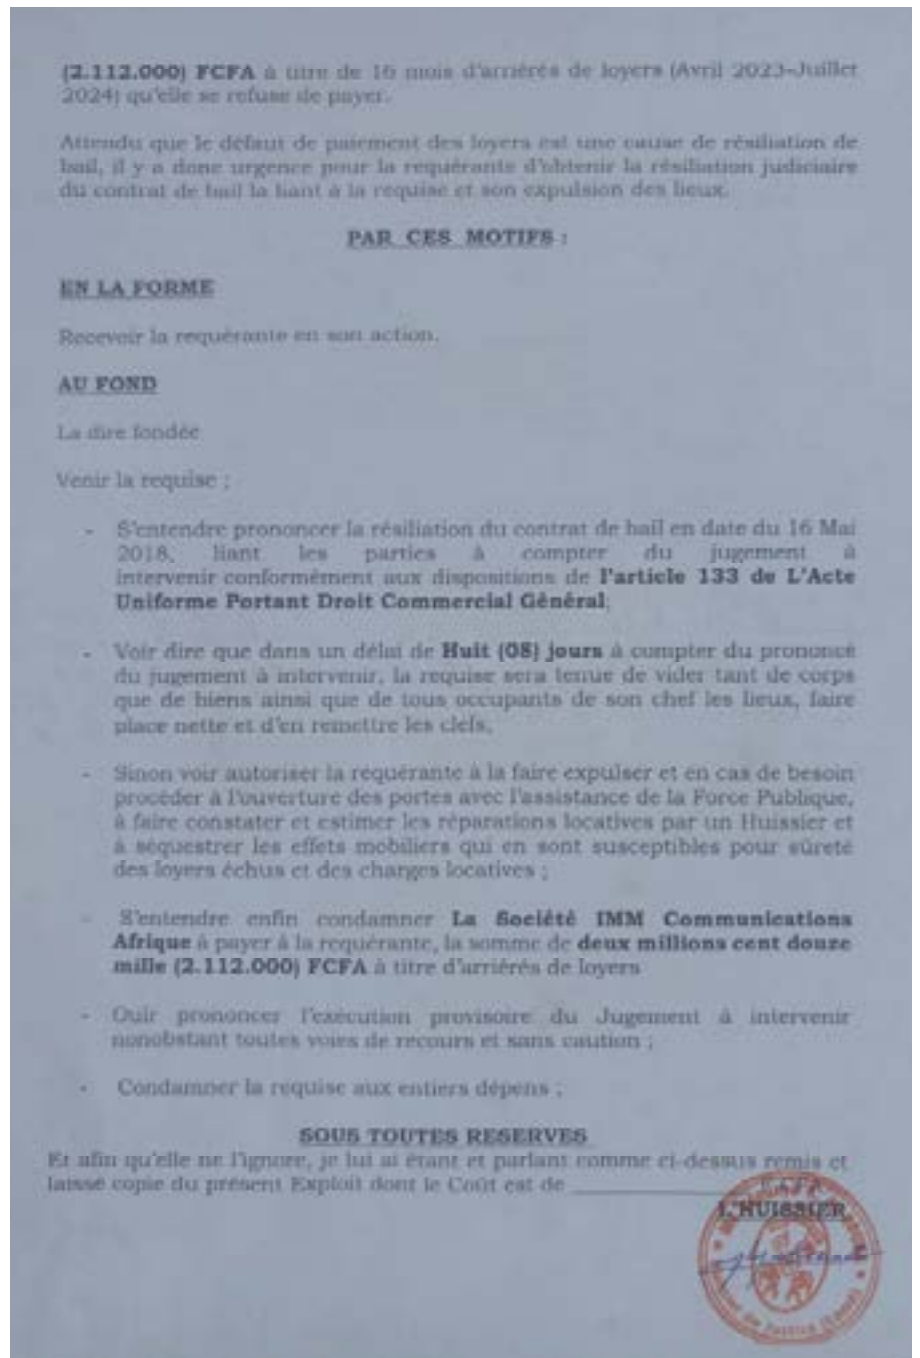 (2.112.000) FCFA à titre de 16 mois d'arriérés de loyers (Avril 2023-Juillet
2024) qu'elle se refuse de payer.
Attendu que le défaut de paiement des loyers est une cause de résiliation de
bail, il y a donc urgence pour la requérante d'obtenir la résiliation judiciaire
du contrat de bail la liant à la requise et son expulsion des lieux.
PAR CES MOTIFS :
EN LA FORME
Recevoir la requérante en son action.
AU FOND
La dire fondée
Venir la requise ;
- S'entendre prononcer la résiliation du contrat de bail en date du 16 Mai
2018, liant les parties à compter du jugement à
intervenir conformément aux dispositions de l'article 133 de L'Acte
Uniforme Portant Droit Commercial Général;
- Voir dire que dans un délai de Huit (08) jours à compter du prononcé
du jugement à intervenir, la requise sera tenue de vider tant de corps
que de biens ainsi que de tous occupants de son chef les lieux, faire
place nette et d'en remettre les clefs.
- Sinon voir autoriser la requérante à la faire expulser et en cas de besoin
procéder à l'ouverture des portes avec l'assistance de la Force Publique,
à faire constater et estimer les réparations locatives par un Huissier et
à séquestrer les effets mobiliers qui en sont susceptibles pour sûreté
des loyers échus et des charges locatives ;
- S'entendre enfin condamner La Société IMM Communications
Afrique à payer à la requérante, la somme de deux millions cent douze
mille (2.112.000) FCFA à titre d'arriérés de loyers
- Ouïr prononcer l'exécution provisoire du Jugement à intervenir
nonobstant toutes voies de recours et sans caution ;
- Condamner la requise aux entiers dépens ;
SOUS TOUTES RESERVES
Et afin qu'elle ne l'ignore, je lui ai étant et parlant comme ci-dessus remis et
laissé copie du présent Exploit dont le Coût est de
L'HUISSIER
de Justice